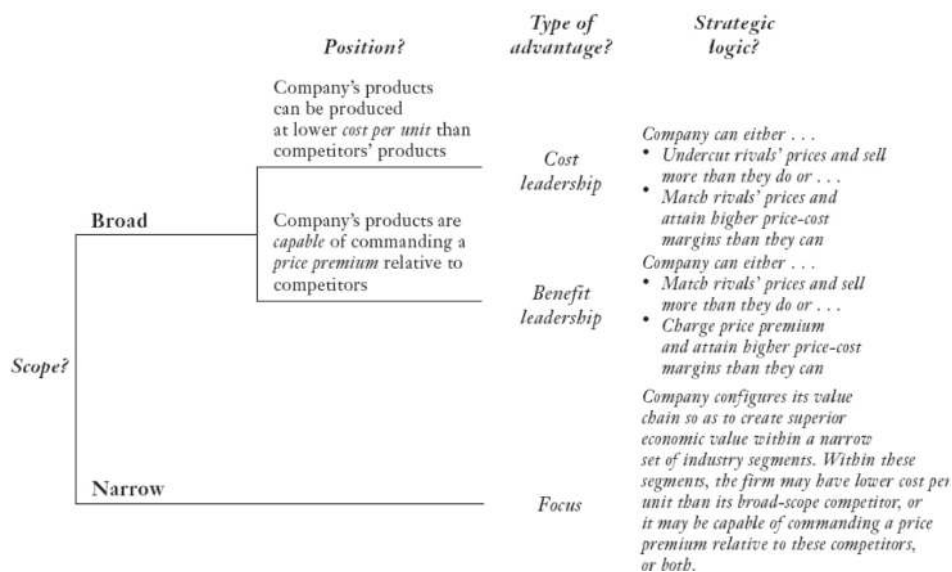 Position?
Type of
advantage?
Strategic
logic?
Company's products
can be produced
at lower cost per unit than
competitors' products
Cost
leadership
Company can either . . .
• Undercut rivals' prices and sell
more than they do or . . .
• Match rivals' prices and
attain higher price-cost
margins than they can
Broad
Company's products are
capable of commanding a
price premium relative to
competitors
Benefit
leadership
Company can either . . .
• Match rivals' prices and sell
more than they do or . . .
• Charge price premium
and attain higher price-cost
margins than they can
Scope?
Narrow
Focus
Company configures its value
chain so as to create superior
economic value within a narrow
set of industry segments. Within these
segments, the firm may have lower cost per
unit than its broad-scope competitor, or
it may be capable of commanding a price
premium relative to these competitors,
or both.